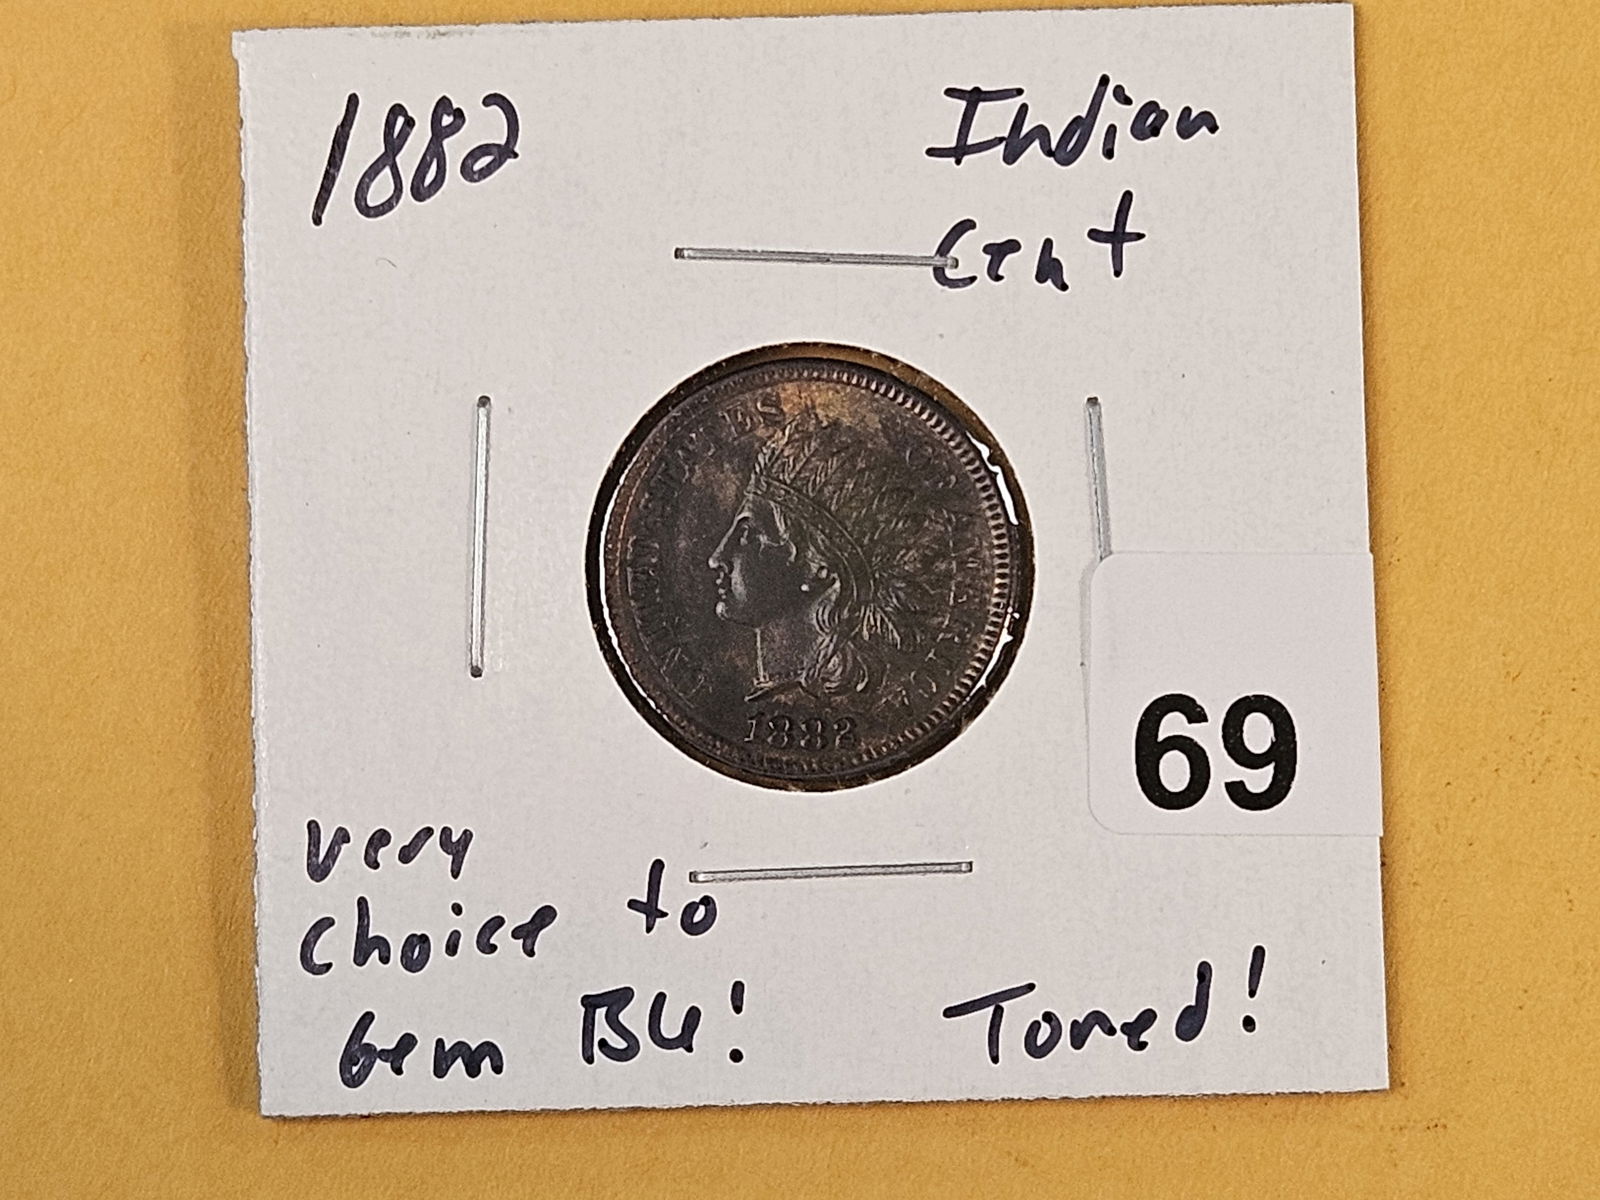 1882
Indian
Cent
UNITED STATES OF AMERICA
1882
69
very
choice to
Gem BU!
Toned!